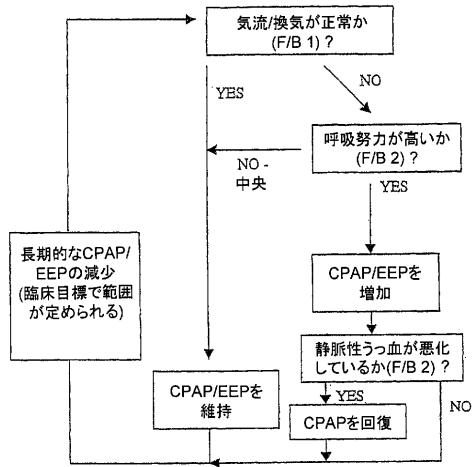 気流/換気が正常か
(F/B 1)？
NO
YES
呼吸努力が高いか
(F/B 2)？
NO -
中央
YES
長期的なCPAP/
EEPの減少
(臨床目標で範囲
が定められる)
CPAP/EEPを
増加
静脈性うっ血が悪化
しているか(F/B 2)？
YES
NO
CPAP/EEPを
維持
CPAPを回復